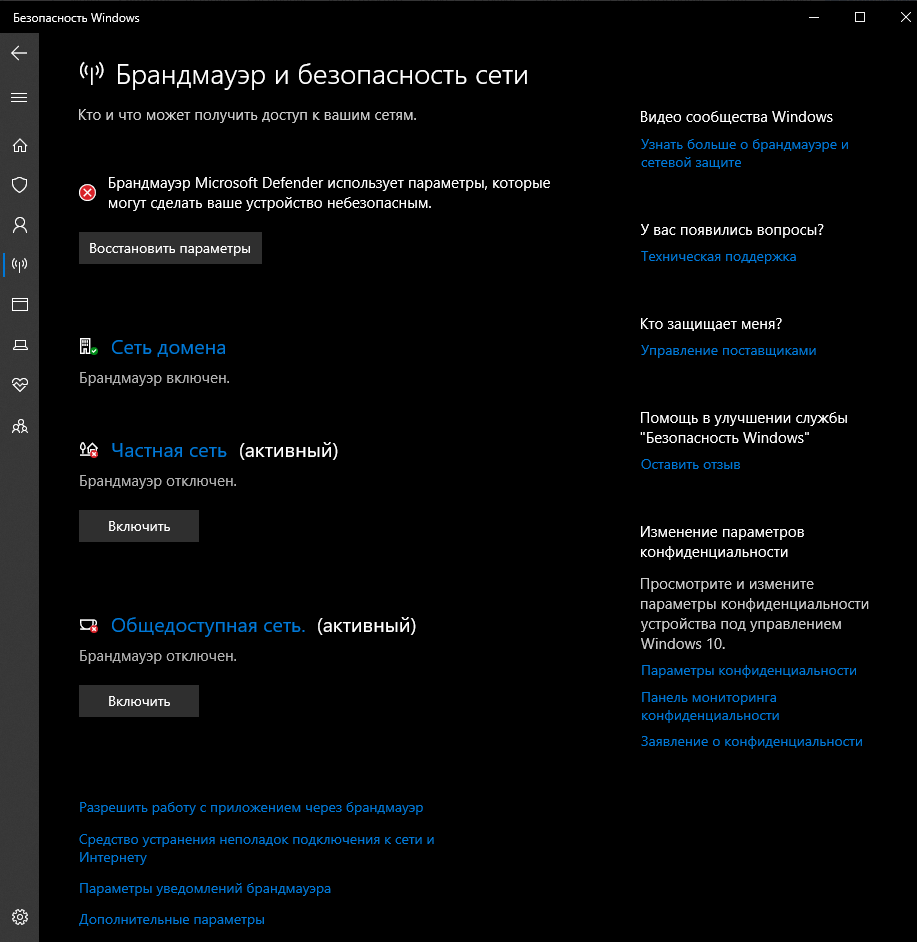 Безопасность Windows
Брандмауэр и безопасность сети
Кто и что может получить доступ к вашим сетям.
Брандмауэр Microsoft Defender использует параметры, которые
могут сделать ваше устройство небезопасным.
Восстановить параметры
Сеть домена
Брандмауэр включен.
Частная сеть (активный)
Брандмауэр отключен.
Включить
Общедоступная сеть. (активный)
Брандмауэр отключен.
Включить
Разрешить работу с приложением через брандмауэр
Средство устранения неполадок подключения к сети и
Интернету
Параметры уведомлений брандмауэра
Дополнительные параметры
Видео сообщества Windows
Узнать больше о брандмауэре и
сетевой защите
У вас появились вопросы?
Техническая поддержка
Кто защищает меня?
Управление поставщиками
Помощь в улучшении службы
"Безопасность Windows"
Оставить отзыв
Изменение параметров
конфиденциальности
Просмотрите и измените
параметры конфиденциальности
устройства под управлением
Windows 10.
Параметры конфиденциальности
Панель мониторинга
конфиденциальности
Заявление о конфиденциальности